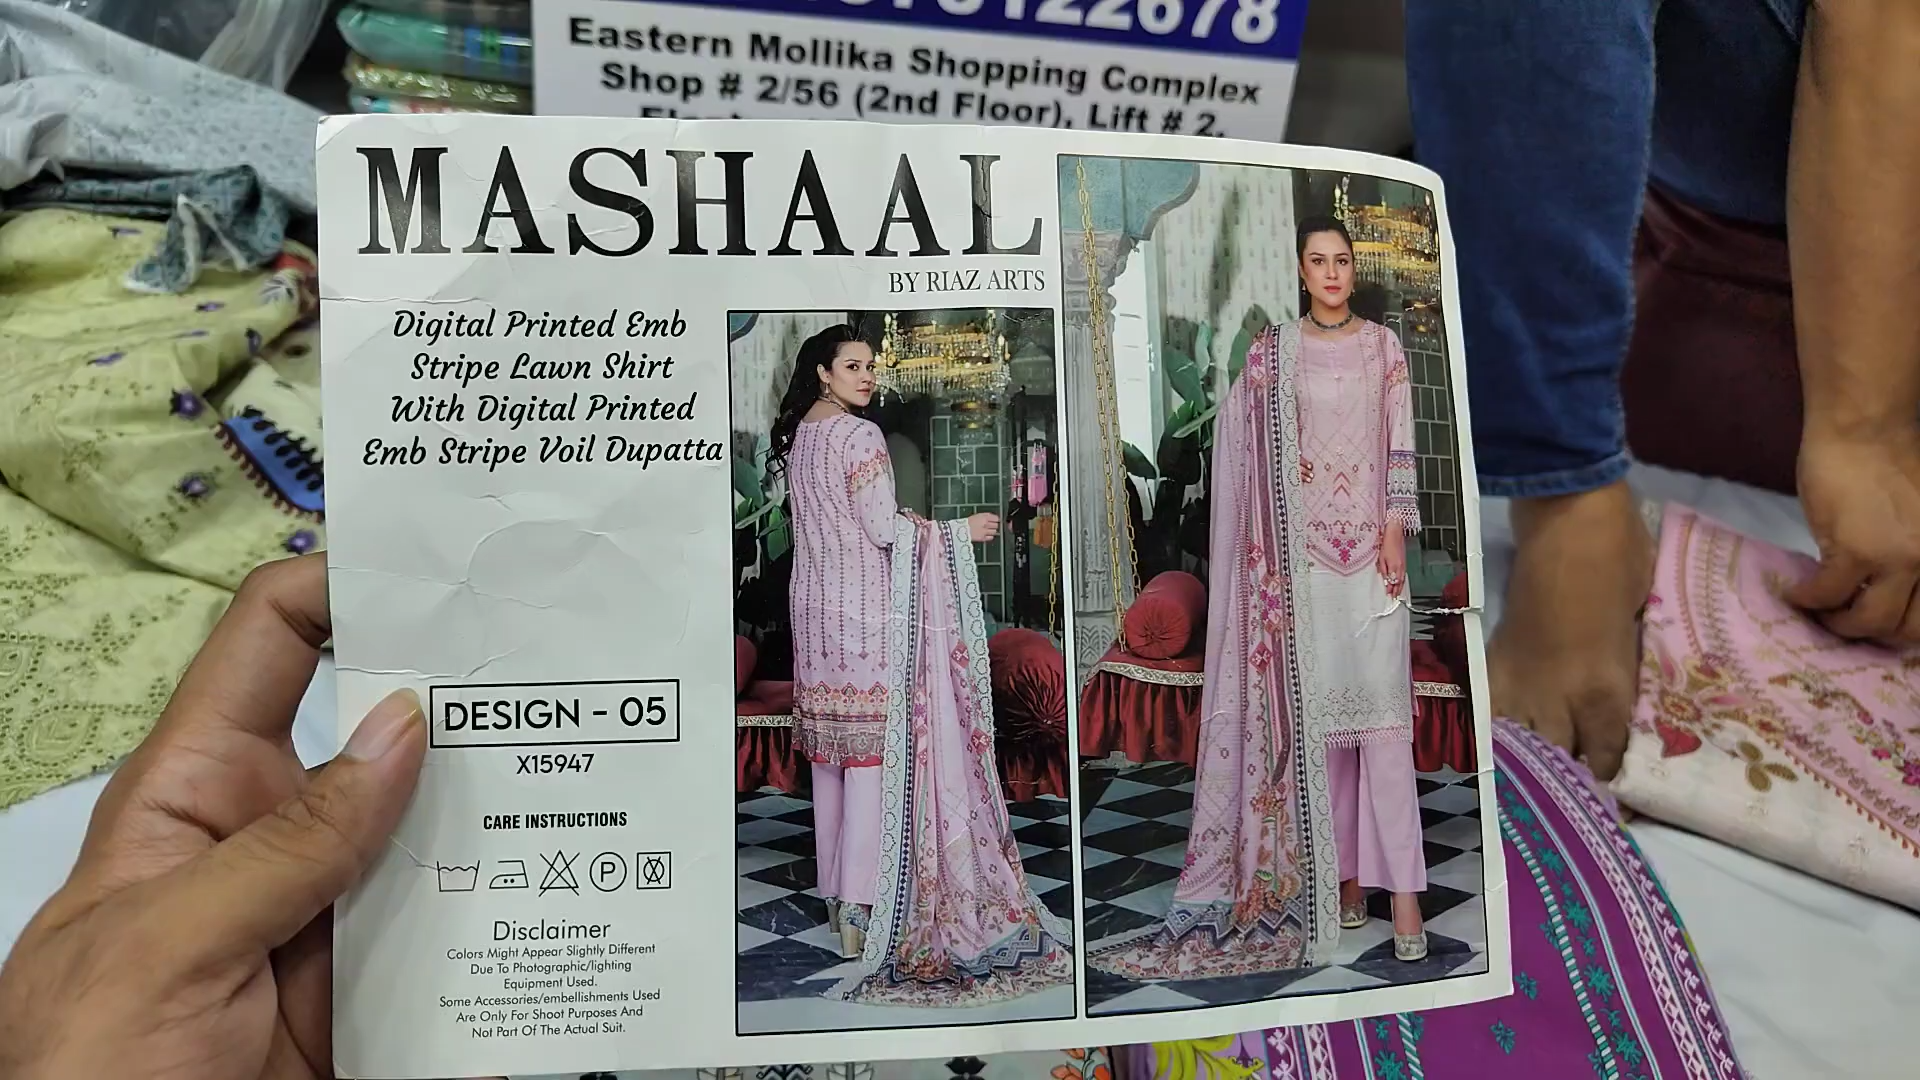 122678
Eastern Mollika Shopping Complex
Shop # 2/56 (2nd Floor), Lift # 2,
MASHAAL
BY RIAZ ARTS
Digital Printed Emb
Stripe Lawn Shirt
With Digital Printed
Emb Stripe Voil Dupatta
DESIGN - 05
X15947
CARE INSTRUCTIONS
P
Disclaimer
Colors Might Appear Slightly Different
Due To Photographic/lighting
Equipment Used.
Some Accessories/embellishments Used
Are Only For Shoot Purposes And
Not Part Of The Actual Suit.